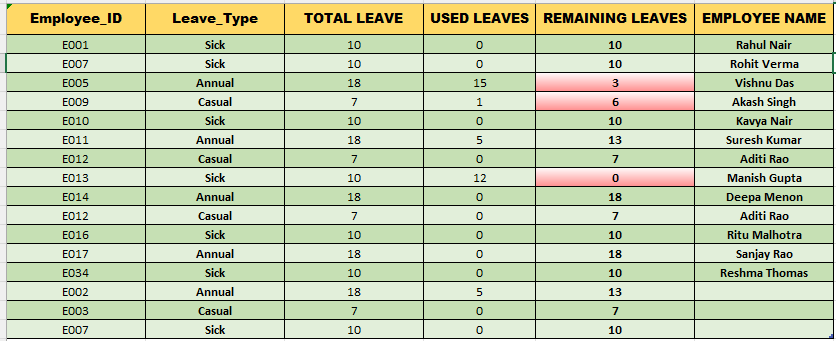 Employee_ID Leave_Type TOTAL LEAVE USED LEAVES REMAINING LEAVES EMPLOYEE NAME
E001 Sick 10 0 10 Rahul Nair
E007 Sick 10 0 10 Rohit Verma
E005 Annual 18 15 3 Vishnu Das
E009 Casual 7 1 6 Akash Singh
E010 Sick 10 0 10 Kavya Nair
E011 Annual 18 5 13 Suresh Kumar
E012 Casual 7 0 7 Aditi Rao
E013 Sick 10 12 0 Manish Gupta
E014 Annual 18 0 18 Deepa Menon
E012 Casual 7 0 7 Aditi Rao
E016 Sick 10 0 10 Ritu Malhotra
E017 Annual 18 0 18 Sanjay Rao
E034 Sick 10 0 10 Reshma Thomas
E002 Annual 18 5 13
E003 Casual 7 0 7
E007 Sick 10 0 10